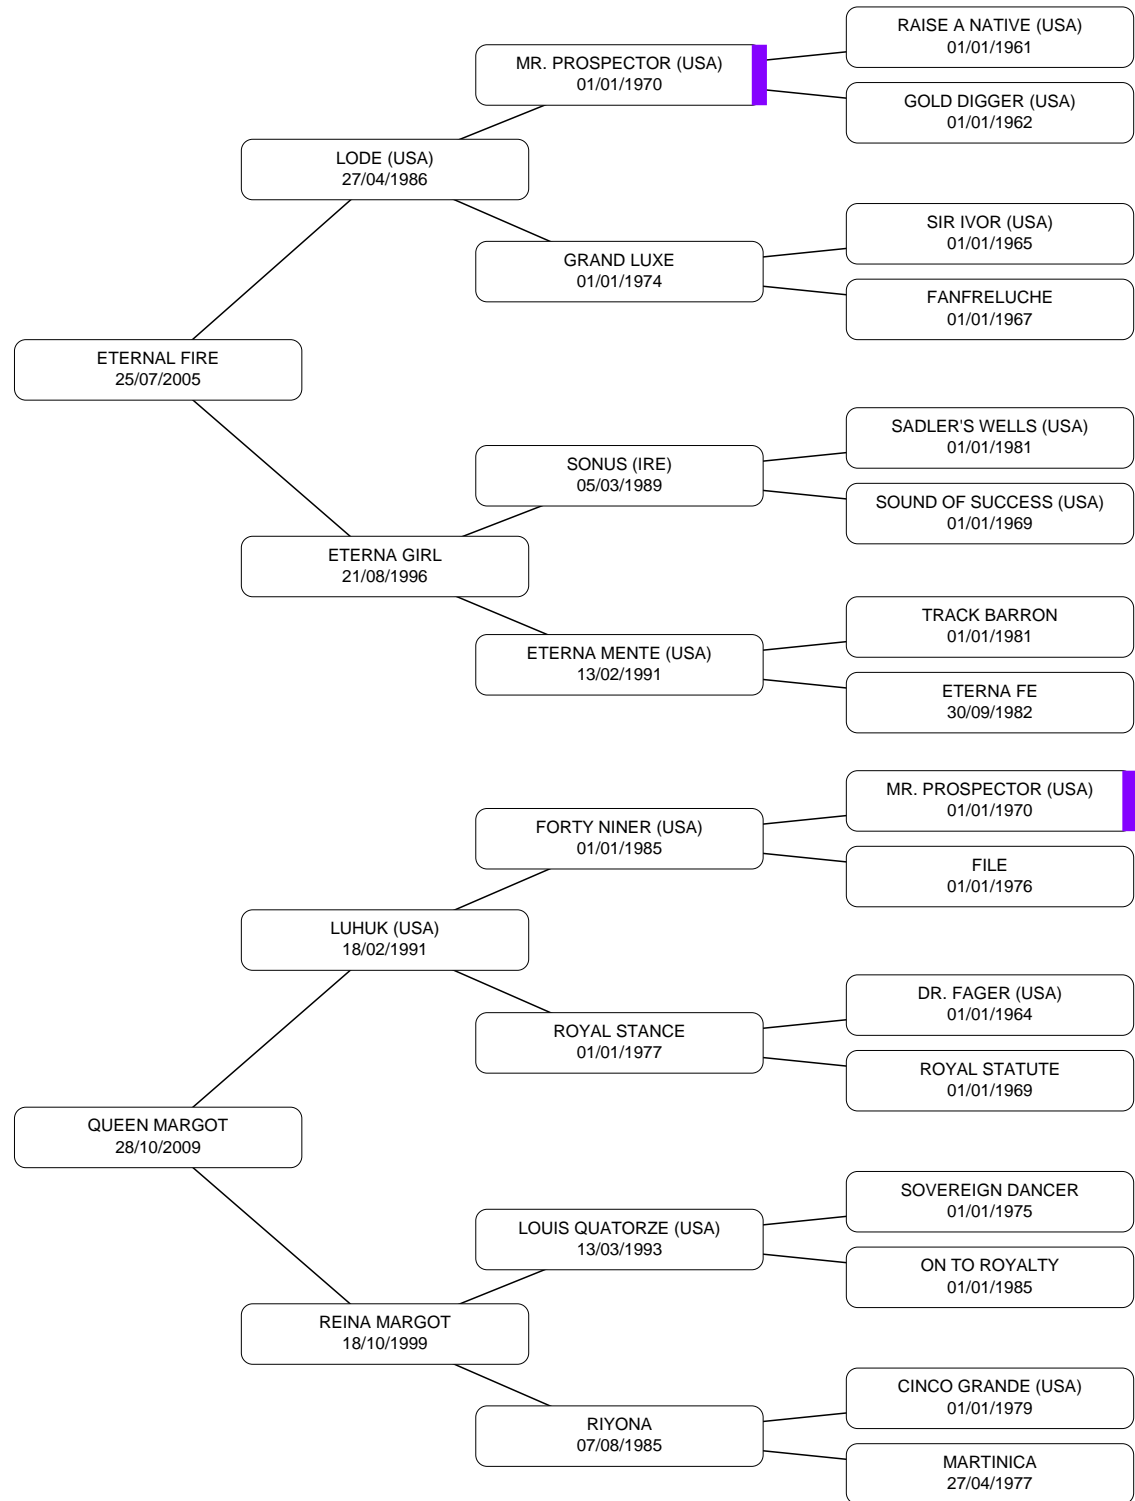 RAISE A NATIVE (USA)
01/01/1961
MR. PROSPECTOR (USA)
01/01/1970
GOLD DIGGER (USA)
01/01/1962
LODE (USA)
27/04/1986
SIR IVOR (USA)
01/01/1965
GRAND LUXE
01/01/1974
FANFRELUCHE
01/01/1967
ETERNAL FIRE
25/07/2005
SADLER'S WELLS (USA)
01/01/1981
SONUS (IRE)
05/03/1989
SOUND OF SUCCESS (USA)
01/01/1969
ETERNA GIRL
21/08/1996
TRACK BARRON
01/01/1981
ETERNA MENTE (USA)
13/02/1991
ETERNA FE
30/09/1982
MR. PROSPECTOR (USA)
01/01/1970
FORTY NINER (USA)
01/01/1985
FILE
01/01/1976
LUHUK (USA)
18/02/1991
DR. FAGER (USA)
01/01/1964
ROYAL STANCE
01/01/1977
ROYAL STATUTE
01/01/1969
QUEEN MARGOT
28/10/2009
SOVEREIGN DANCER
01/01/1975
LOUIS QUATORZE (USA)
13/03/1993
ON TO ROYALTY
01/01/1985
REINA MARGOT
18/10/1999
CINCO GRANDE (USA)
01/01/1979
RIYONA
07/08/1985
MARTINICA
27/04/1977